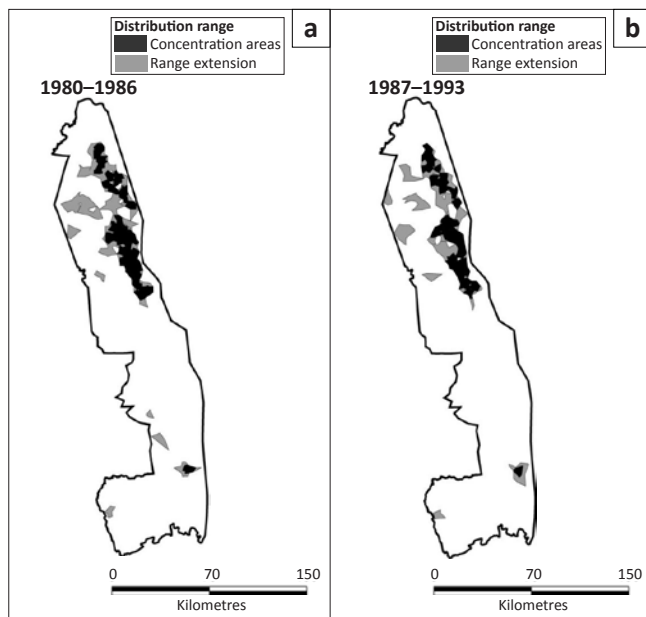 Distribution range
Concentration areas
Range extension
a
1980–1986
0 70 150
Kilometres
Distribution range
Concentration areas
Range extension
b
1987–1993
0 70 150
Kilometres